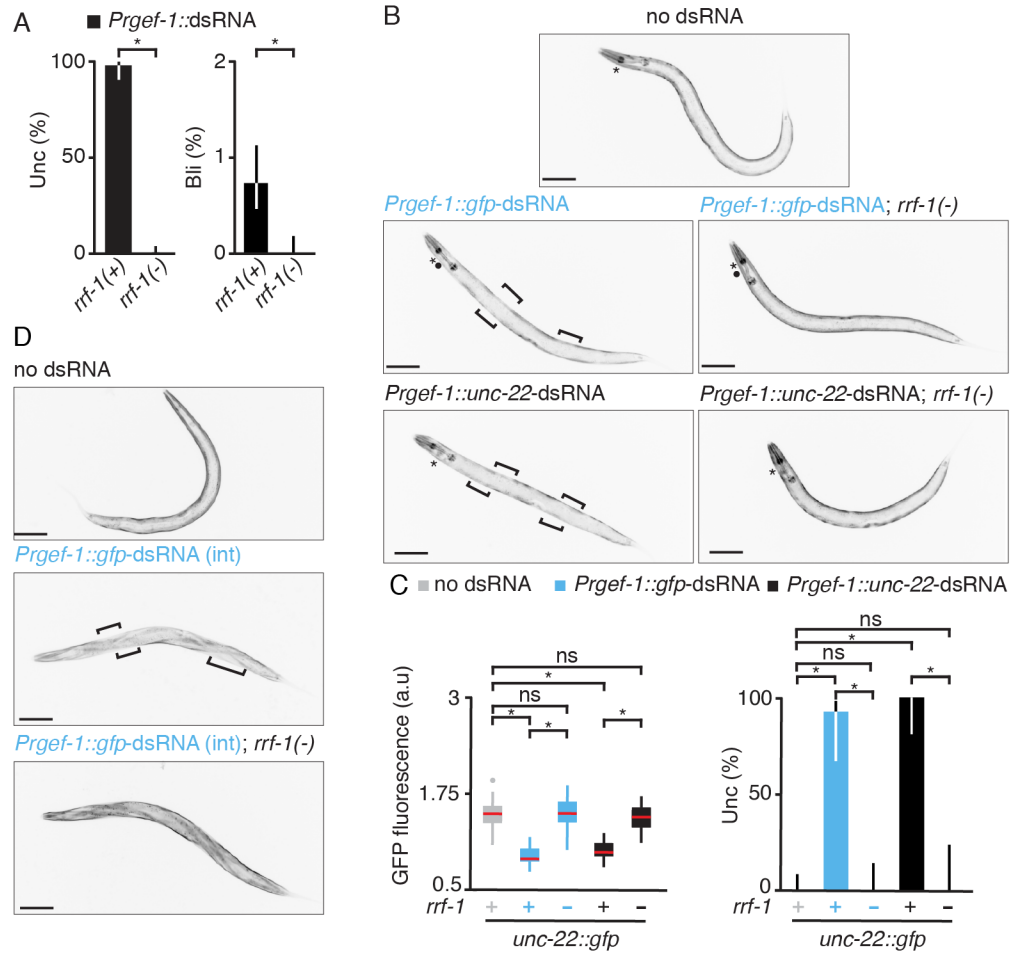 A
Prgef-1::dsRNA
*
*
100
50
0
Unc (%)
rrf-1(+)
rrf-1(-)
2
1
0
Bli (%)
rrf-1(+)
rrf-1(-)
B
no dsRNA
*
Prgef-1::gfp-dsRNA
Prgef-1::gfp-dsRNA; rrf-1(-)
*
*
Prgef-1::unc-22-dsRNA
Prgef-1::unc-22-dsRNA; rrf-1(-)
*
*
D
no dsRNA
Prgef-1::gfp-dsRNA (int)
Prgef-1::gfp-dsRNA (int); rrf-1(-)
C
no dsRNA Prgef-1::gfp-dsRNA Prgef-1::unc-22-dsRNA
ns
*
ns
*
*
*
3
1.75
0.5
GFP fluorescence (a.u)
rrf-1 + + − + −
unc-22::gfp
ns
*
ns
*
*
*
100
50
0
Unc (%)
rrf-1 + + − + −
unc-22::gfp